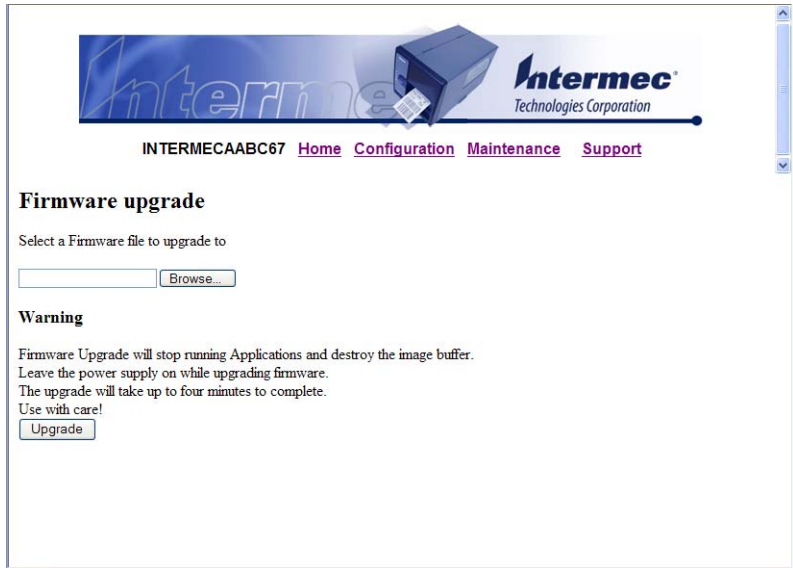 Intermec
Intermec®
Technologies Corporation
INTERMECAABC67 Home Configuration Maintenance Support
Firmware upgrade
Select a Firmware file to upgrade to
Browse...
Warning
Firmware Upgrade will stop running Applications and destroy the image buffer.
Leave the power supply on while upgrading firmware.
The upgrade will take up to four minutes to complete.
Use with care!
Upgrade